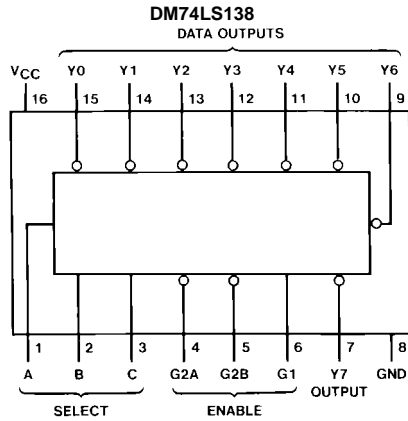 DM74LS138
DATA OUTPUTS
VCC Y0 Y1 Y2 Y3 Y4 Y5 Y6
16 15 14 13 12 11 10 9
1 2 3 4 5 6 7 8
A B C G2A G2B G1 Y7 GND
OUTPUT
SELECT ENABLE